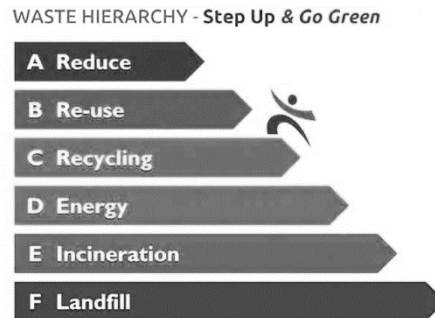 WASTE HIERARCHY - Step Up & Go Green
A Reduce
B Re-use
C Recycling
D Energy
E Incineration
F Landfill